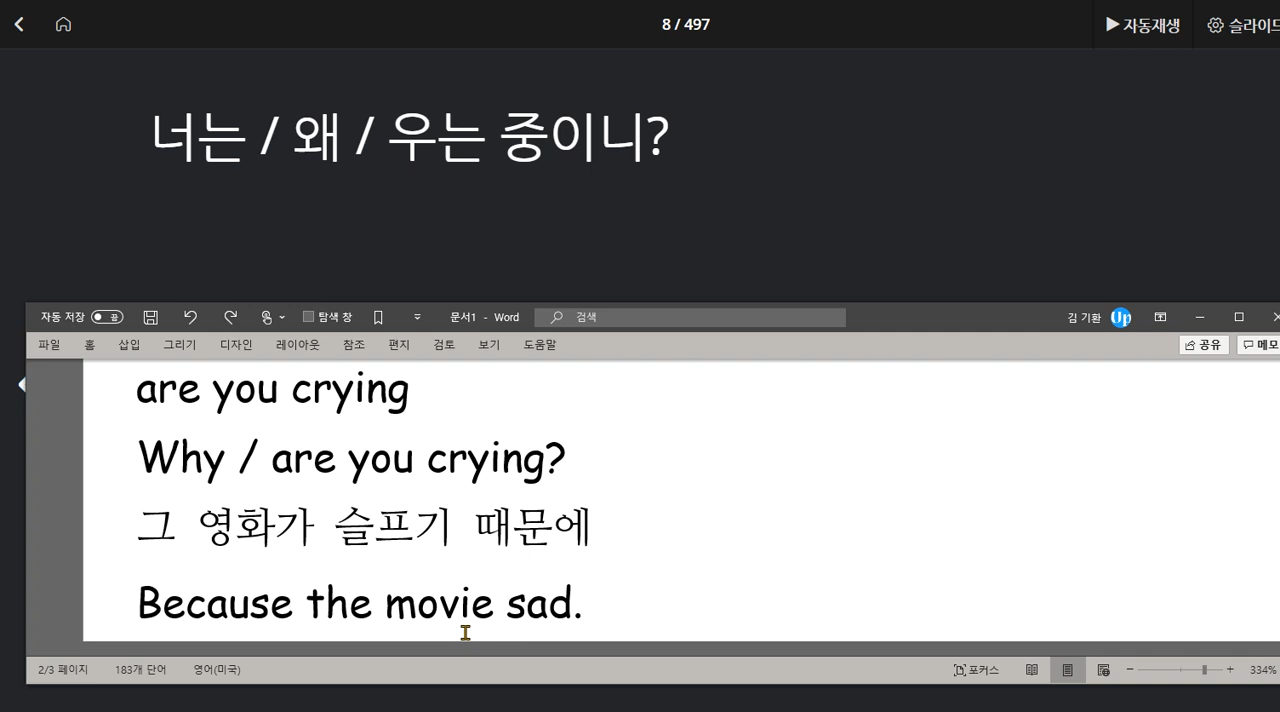 8 / 497
자동재생
슬라이드
너는 / 왜 / 우는 중이니?
자동 저장 끔 탐색 창 문서1 - Word 검색 김 기환 Up
파일 홈 삽입 그리기 디자인 레이아웃 참조 편지 검토 보기 도움말 공유 메모
are you crying
Why / are you crying?
그 영화가 슬프기 때문에
Because the movie sad.
2/3 페이지 183개 단어 영어(미국) 포커스 334%